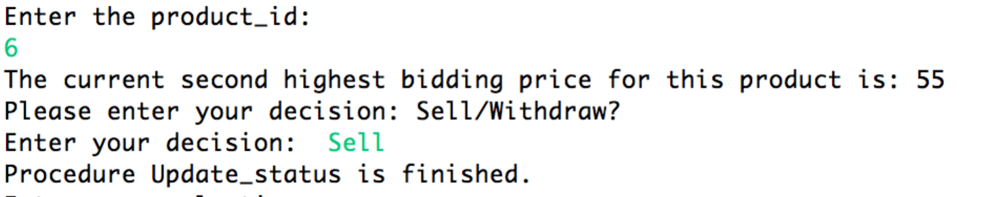 Enter the product_id:
6
The current second highest bidding price for this product is: 55
Please enter your decision: Sell/Withdraw?
Enter your decision:  Sell
Procedure Update_status is finished.